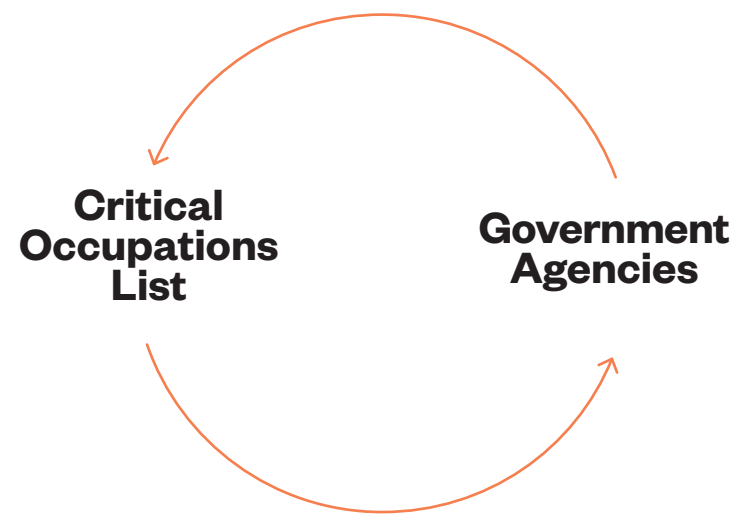 Critical
Occupations
List
Government
Agencies